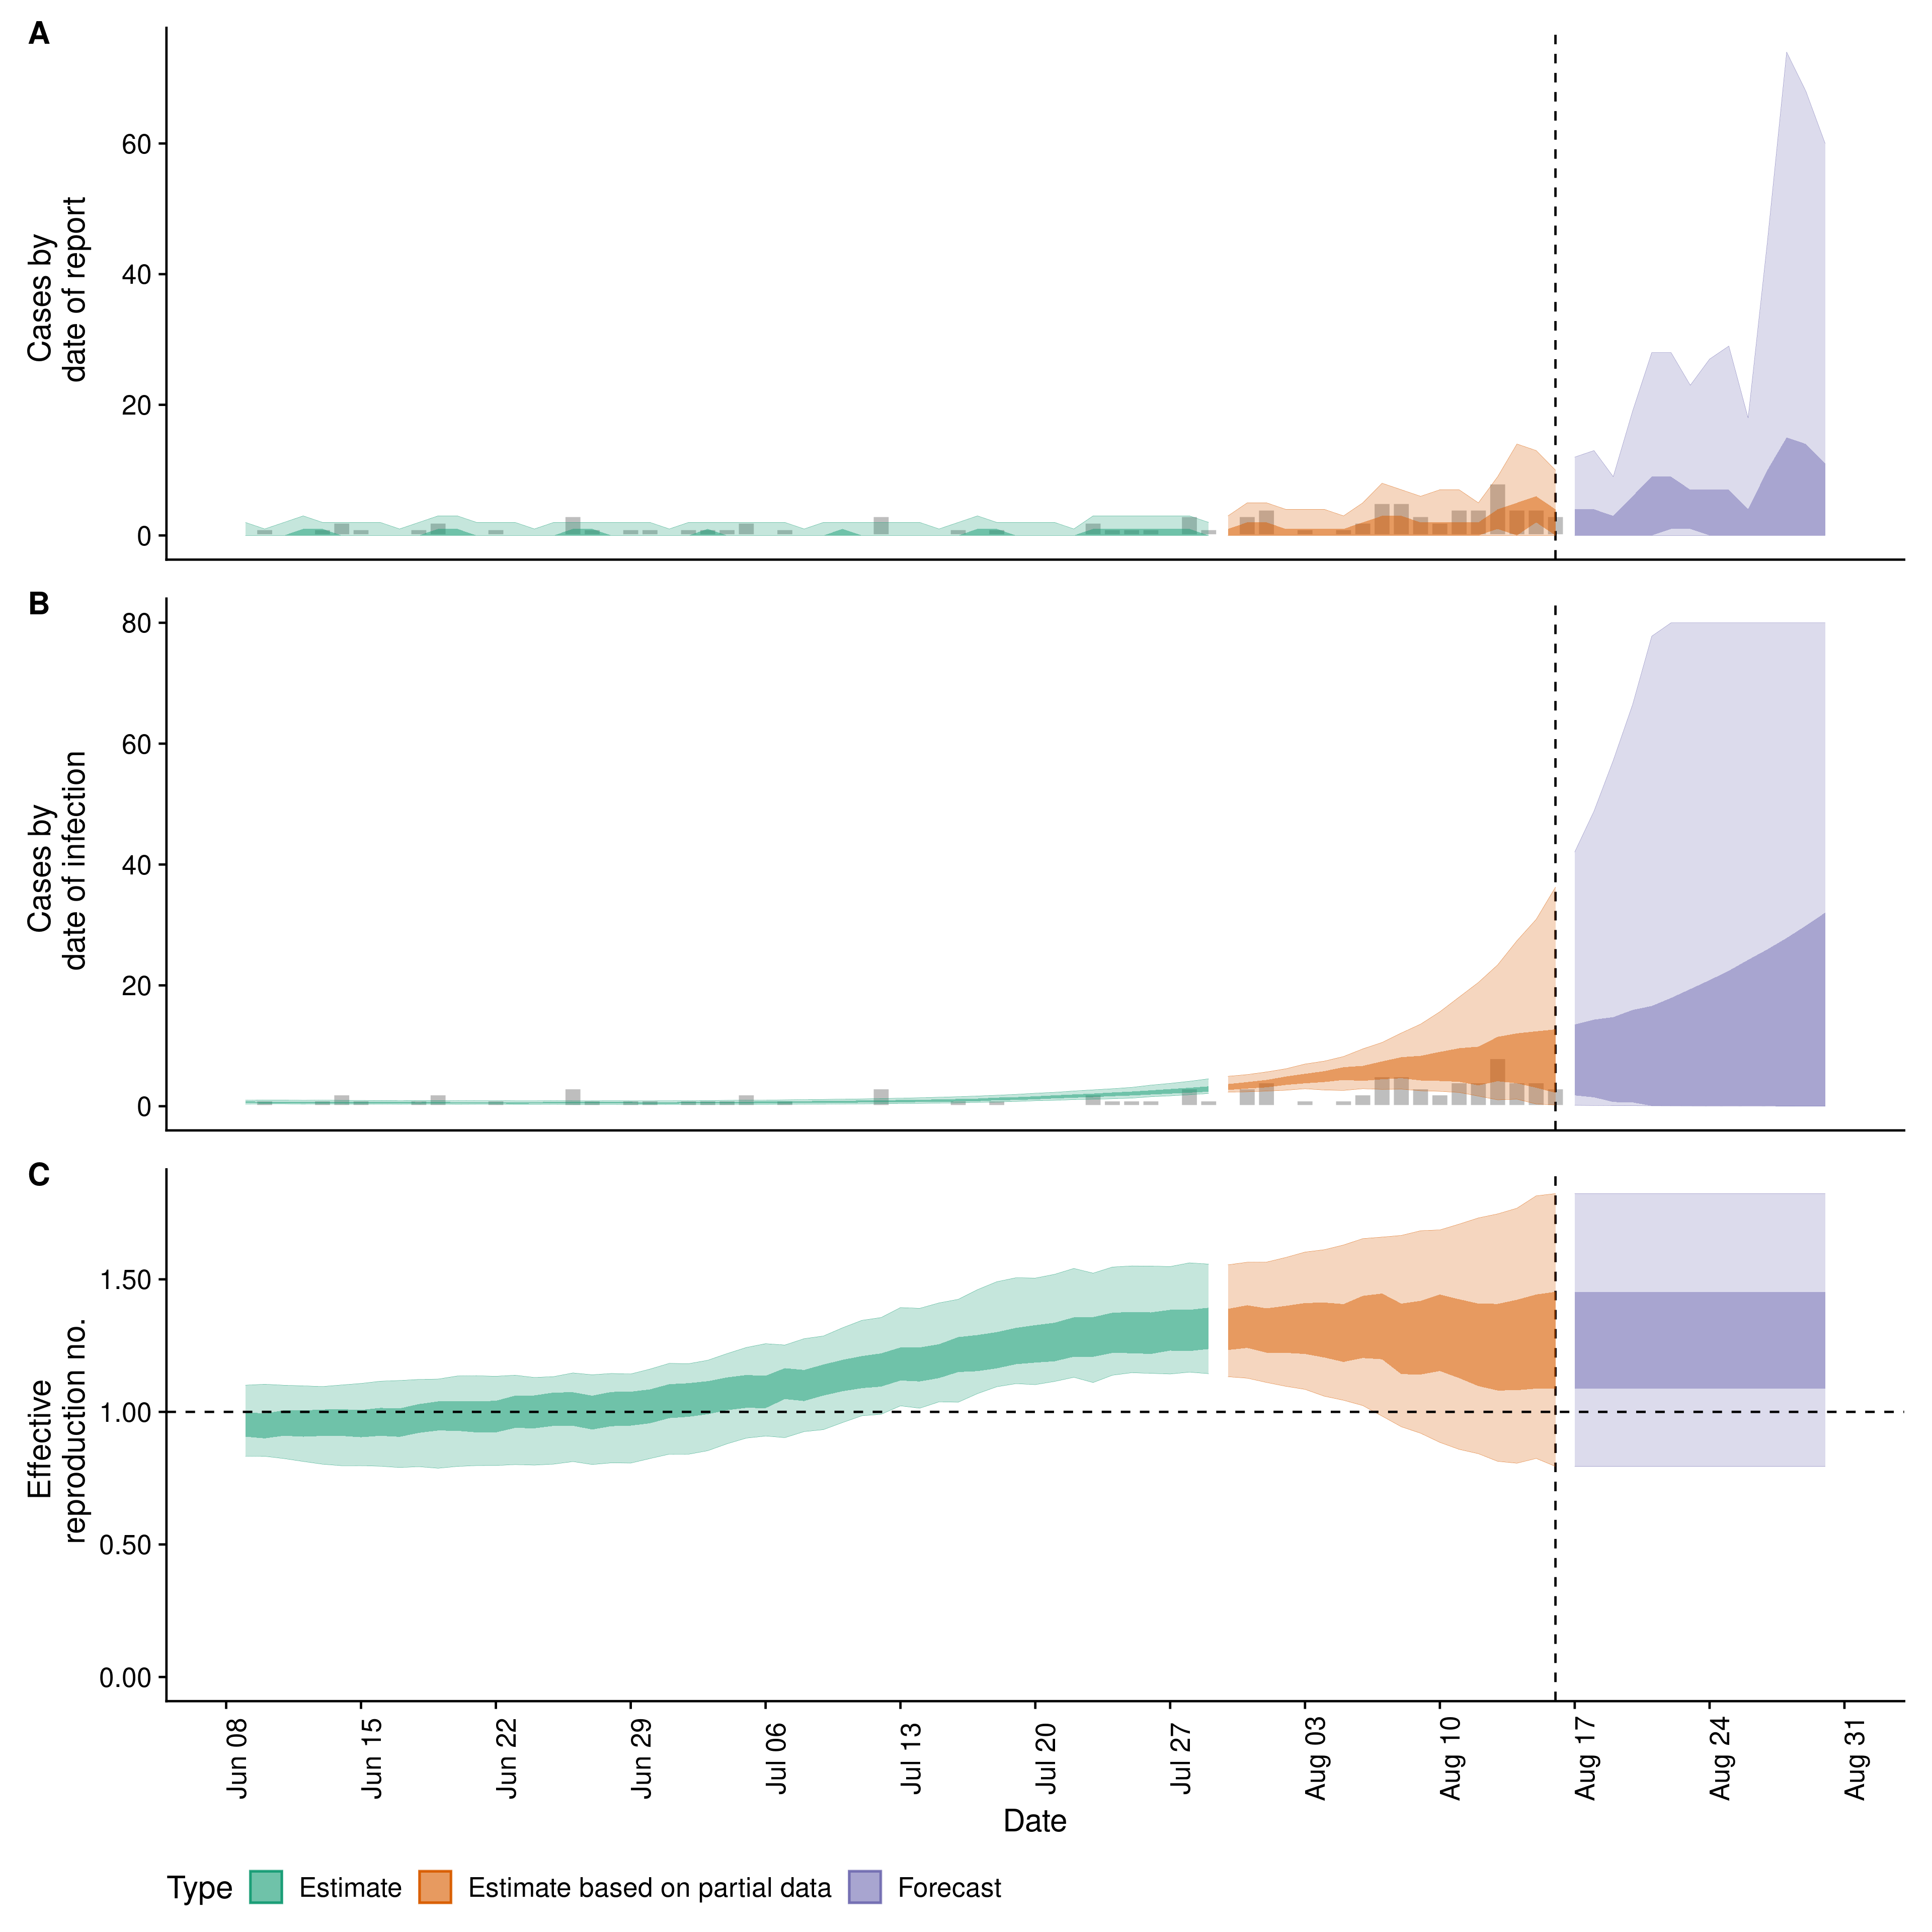 A
Cases by
date of report
60
40
20
0
B
Cases by
date of infection
80
60
40
20
0
C
Effective
reproduction no.
1.50
1.00
0.50
0.00
Jun 08
Jun 15
Jun 22
Jun 29
Jul 06
Jul 13
Jul 20
Jul 27
Aug 03
Aug 10
Aug 17
Aug 24
Aug 31
Date
Type Estimate Estimate based on partial data Forecast